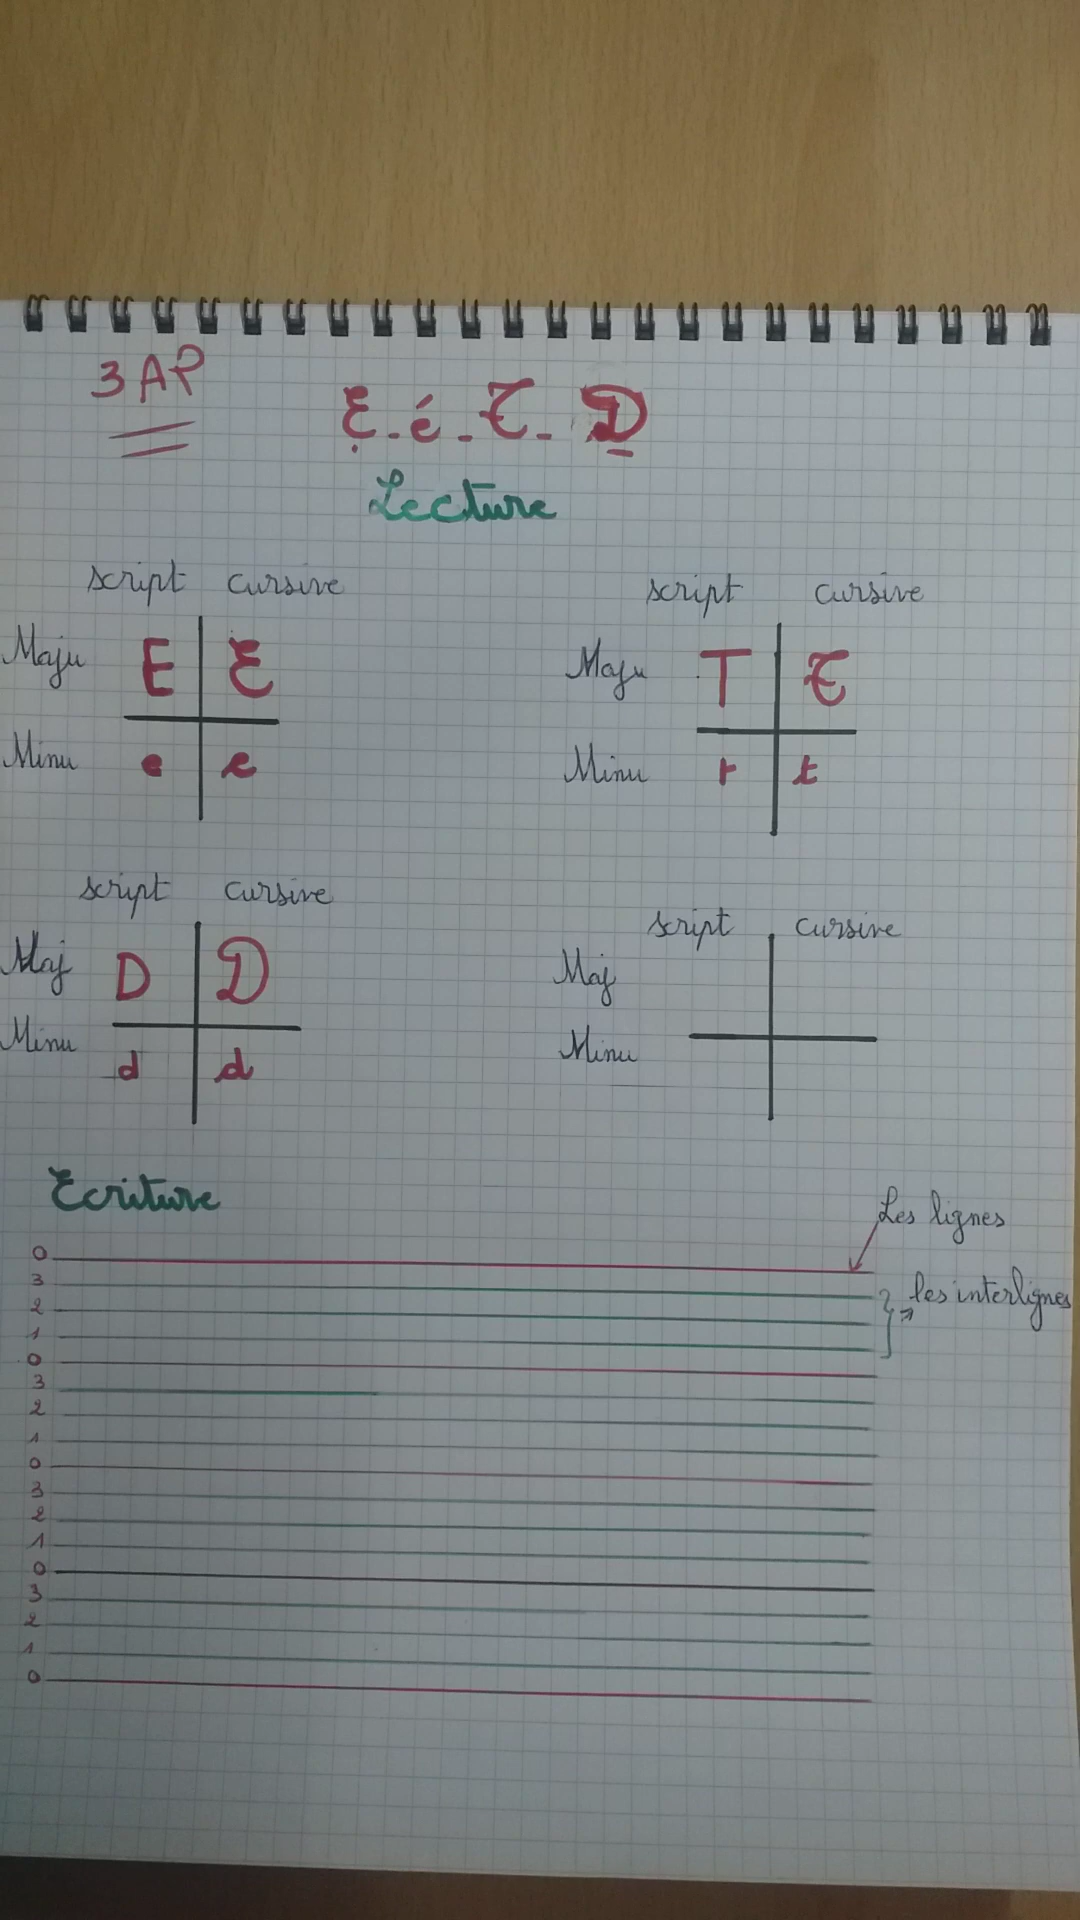 3 AP
E - é - T - D
Lecture
script cursive
Maju E E
Minu e e
script cursive
Maju T T
Minu t t
script cursive
Maj D D
Minu d d
script cursive
Maj
Minu
Ecriture
Les lignes
0
3
les interlignes
2
1
0
3
2
1
0
3
2
1
0
3
2
1
0